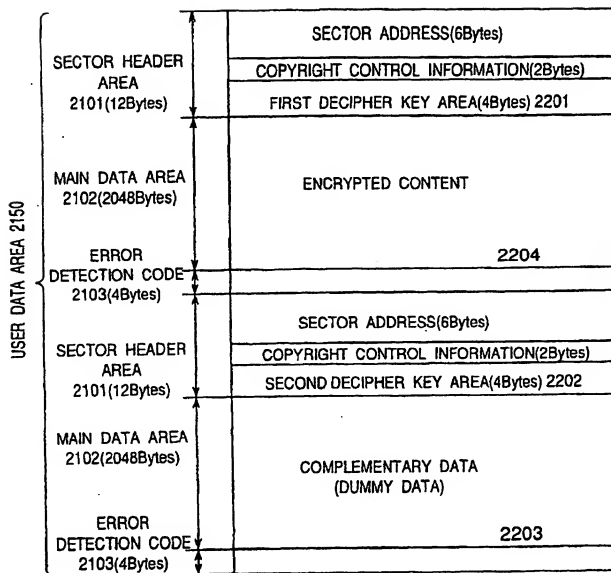 USER DATA AREA 2150
SECTOR HEADER
AREA
2101(12Bytes)
SECTOR ADDRESS(6Bytes)
COPYRIGHT CONTROL INFORMATION(2Bytes)
FIRST DECIPHER KEY AREA(4Bytes) 2201
MAIN DATA AREA
2102(2048Bytes)
ENCRYPTED CONTENT
2204
ERROR
DETECTION CODE
2103(4Bytes)
SECTOR HEADER
AREA
2101(12Bytes)
SECTOR ADDRESS(6Bytes)
COPYRIGHT CONTROL INFORMATION(2Bytes)
SECOND DECIPHER KEY AREA(4Bytes) 2202
MAIN DATA AREA
2102(2048Bytes)
COMPLEMENTARY DATA
(DUMMY DATA)
2203
ERROR
DETECTION CODE
2103(4Bytes)